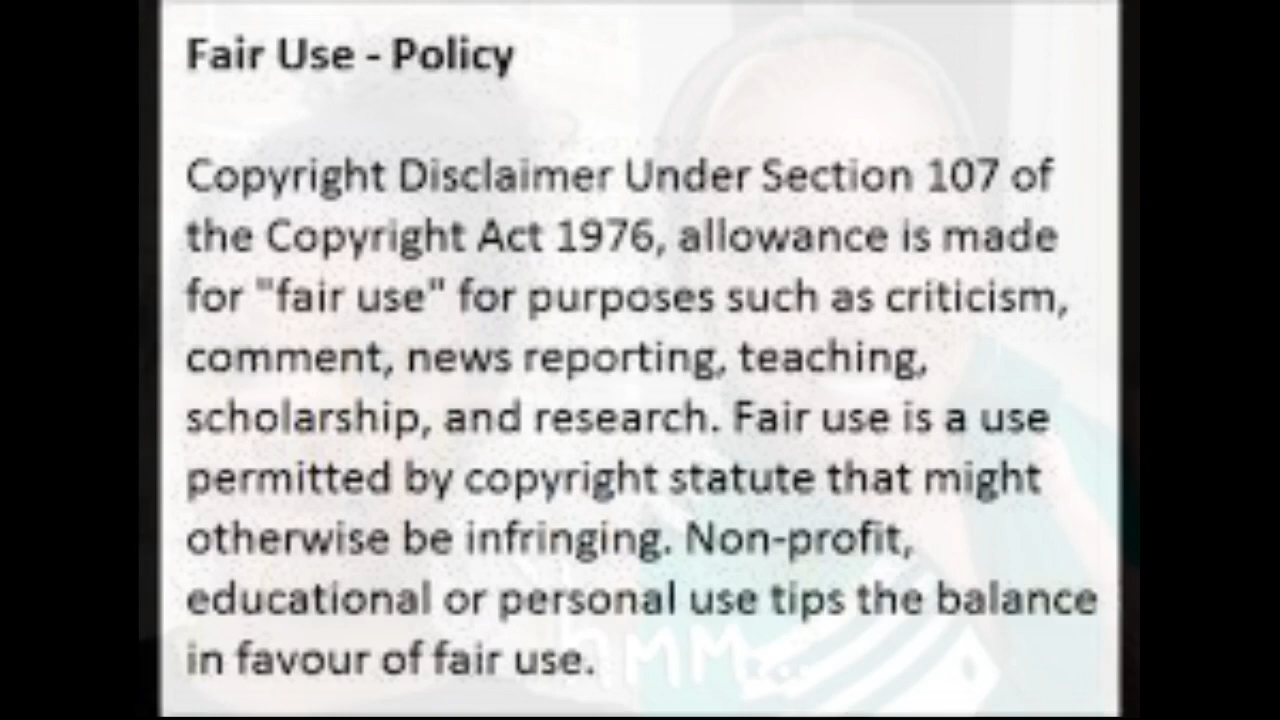 Fair Use - Policy
Copyright Disclaimer Under Section 107 of
the Copyright Act 1976, allowance is made
for "fair use" for purposes such as criticism,
comment, news reporting, teaching,
scholarship, and research. Fair use is a use
permitted by copyright statute that might
otherwise be infringing. Non-profit,
educational or personal use tips the balance
in favour of fair use.
hMM...